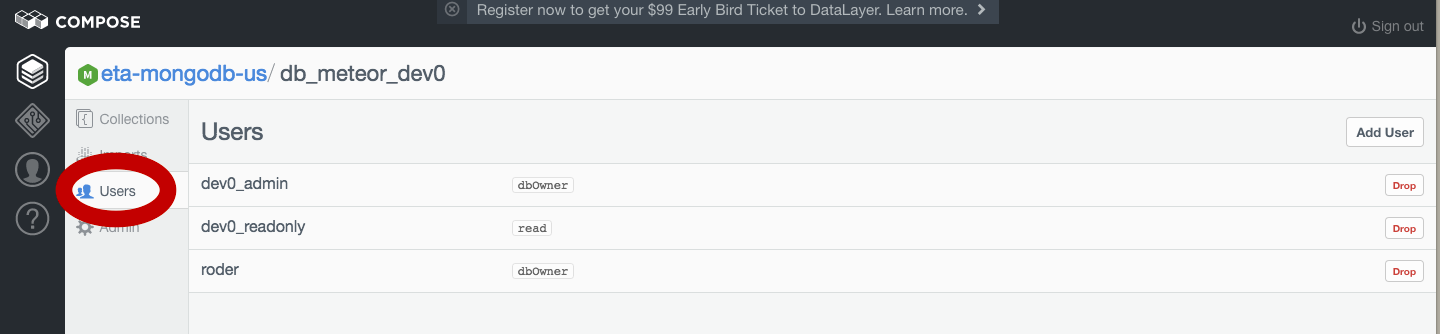 COMPOSE
Register now to get your $99 Early Bird Ticket to DataLayer. Learn more.
Sign out
M
eta-mongodb-us/ db_meteor_dev0
Collections
Imports
Users
Admin
Users
Add User
dev0_admin dbOwner Drop
dev0_readonly read Drop
roder dbOwner Drop